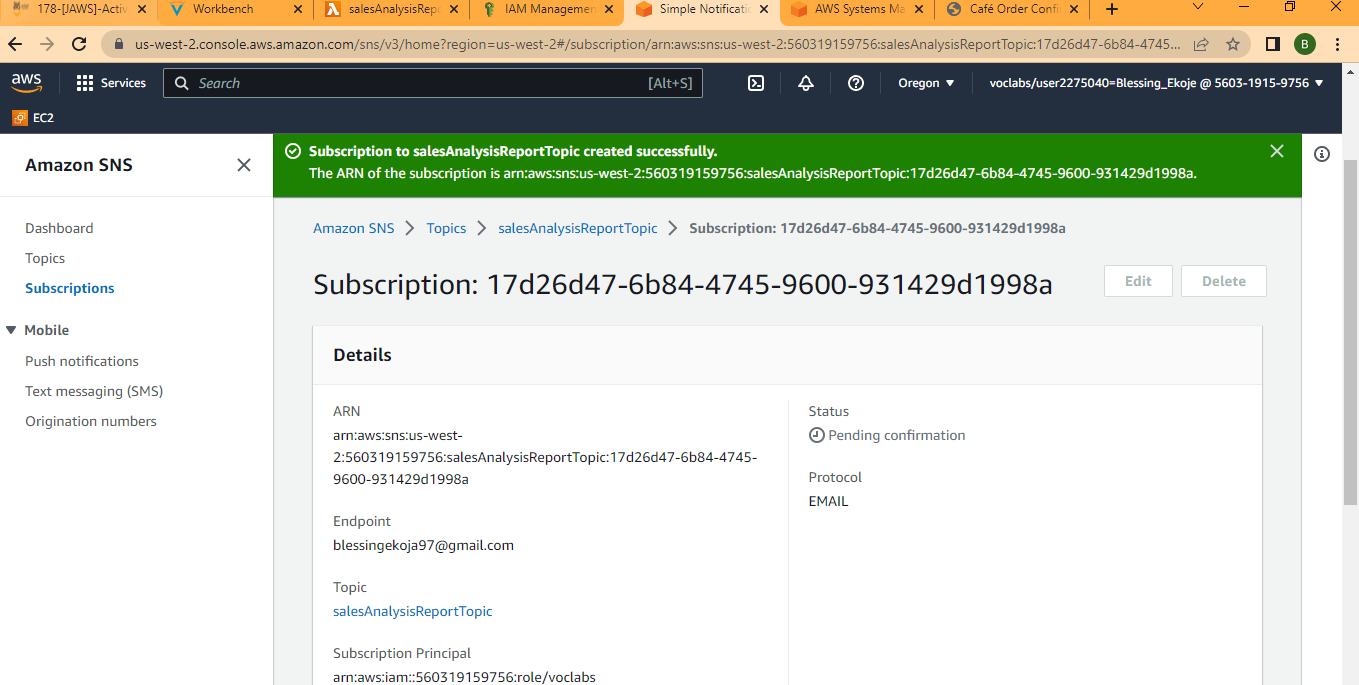 178-[JAWS]-Activ
Workbench
salesAnalysisRepo
IAM Managemen
Simple Notificatio
AWS Systems Ma
Café Order Confi
us-west-2.console.aws.amazon.com/sns/v3/home?region=us-west-2#/subscription/arn:aws:sns:us-west-2:560319159756:salesAnalysisReportTopic:17d26d47-6b84-4745...
B
aws
Services
Search
[Alt+S]
Oregon
voclabs/user2275040=Blessing_Ekoje @ 5603-1915-9756
EC2
Amazon SNS
Dashboard
Topics
Subscriptions
Mobile
Push notifications
Text messaging (SMS)
Origination numbers
Subscription to salesAnalysisReportTopic created successfully.
The ARN of the subscription is arn:aws:sns:us-west-2:560319159756:salesAnalysisReportTopic:17d26d47-6b84-4745-9600-931429d1998a.
Amazon SNS > Topics > salesAnalysisReportTopic > Subscription: 17d26d47-6b84-4745-9600-931429d1998a
Subscription: 17d26d47-6b84-4745-9600-931429d1998a
Edit
Delete
Details
ARN
arn:aws:sns:us-west-
2:560319159756:salesAnalysisReportTopic:17d26d47-6b84-4745-
9600-931429d1998a
Endpoint
blessingekoja97@gmail.com
Topic
salesAnalysisReportTopic
Subscription Principal
arn:aws:iam::560319159756:role/voclabs
Status
Pending confirmation
Protocol
EMAIL